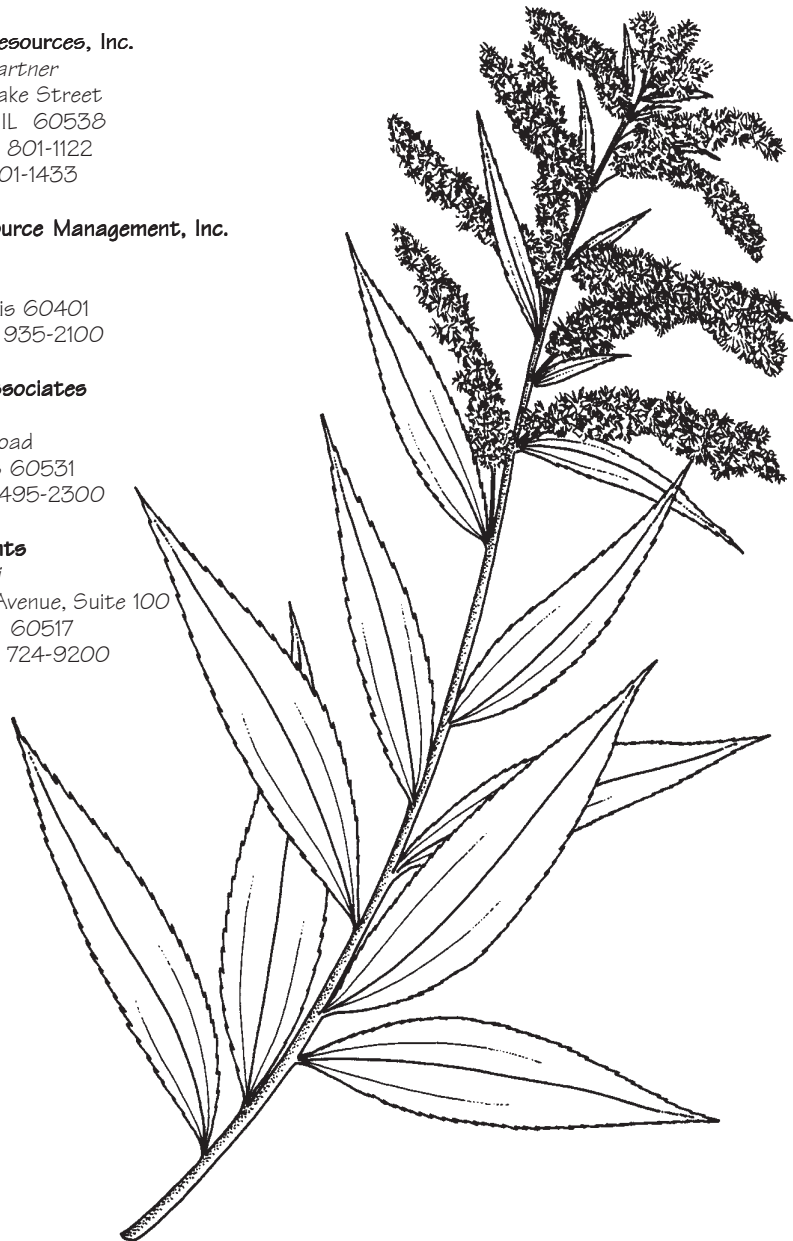 esources, Inc.
artner
ake Street
IL 60538
801-1122
01-1433
urce Management, Inc.
is 60401
935-2100
ssociates
oad
60531
495-2300
nts
Avenue, Suite 100
60517
724-9200